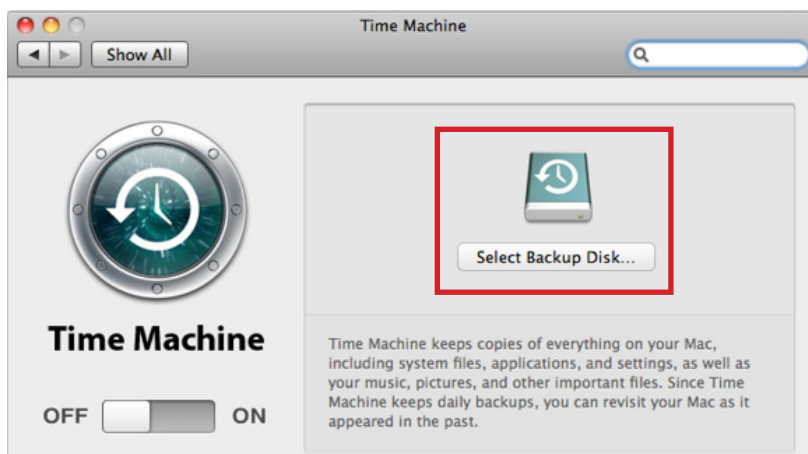 Time Machine
Show All
Select Backup Disk...
Time Machine
Time Machine keeps copies of everything on your Mac,
including system files, applications, and settings, as well as
your music, pictures, and other important files. Since Time
Machine keeps daily backups, you can revisit your Mac as it
appeared in the past.
OFF ON